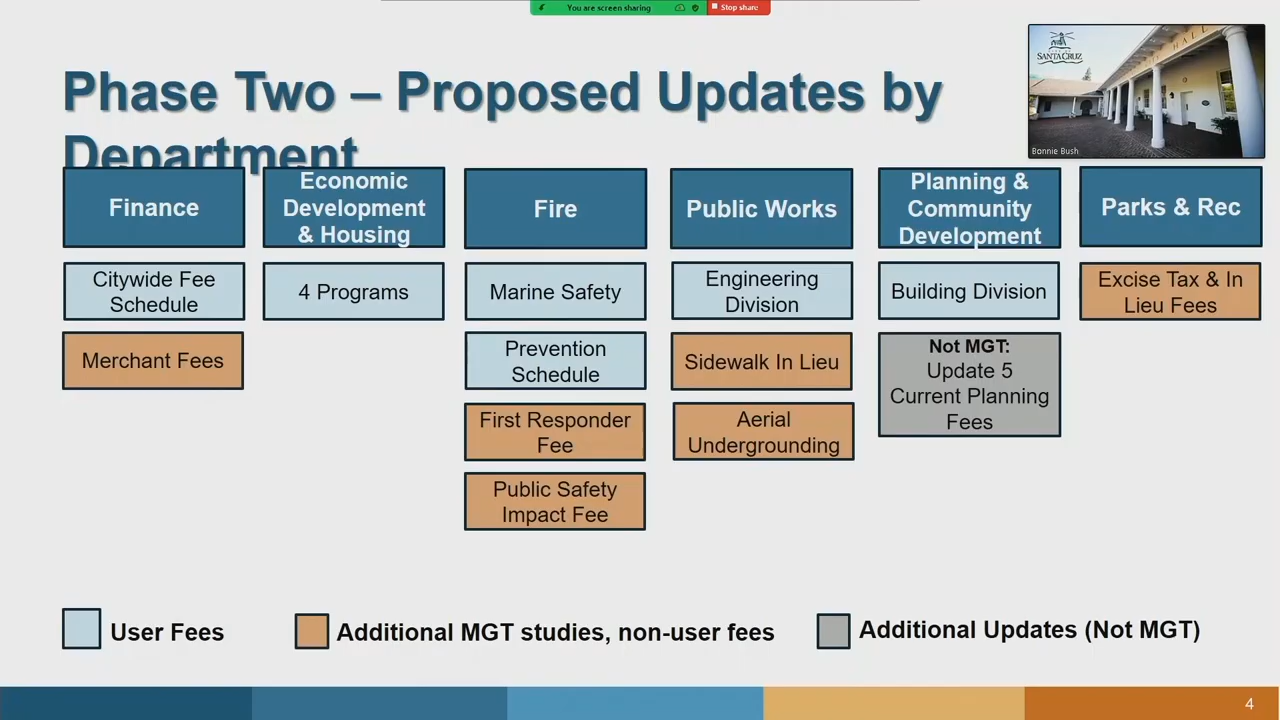 You are screen sharing
Stop share
HALL
SANTA CRUZ
Bonnie Bush
Phase Two – Proposed Updates by
Department
Finance
Citywide Fee
Schedule
Merchant Fees
Economic
Development
& Housing
4 Programs
Fire
Marine Safety
Prevention
Schedule
First Responder
Fee
Public Safety
Impact Fee
Public Works
Engineering
Division
Sidewalk In Lieu
Aerial
Undergrounding
Planning &
Community
Development
Building Division
Not MGT:
Update 5
Current Planning
Fees
Parks & Rec
Excise Tax & In
Lieu Fees
User Fees
Additional MGT studies, non-user fees
Additional Updates (Not MGT)
4